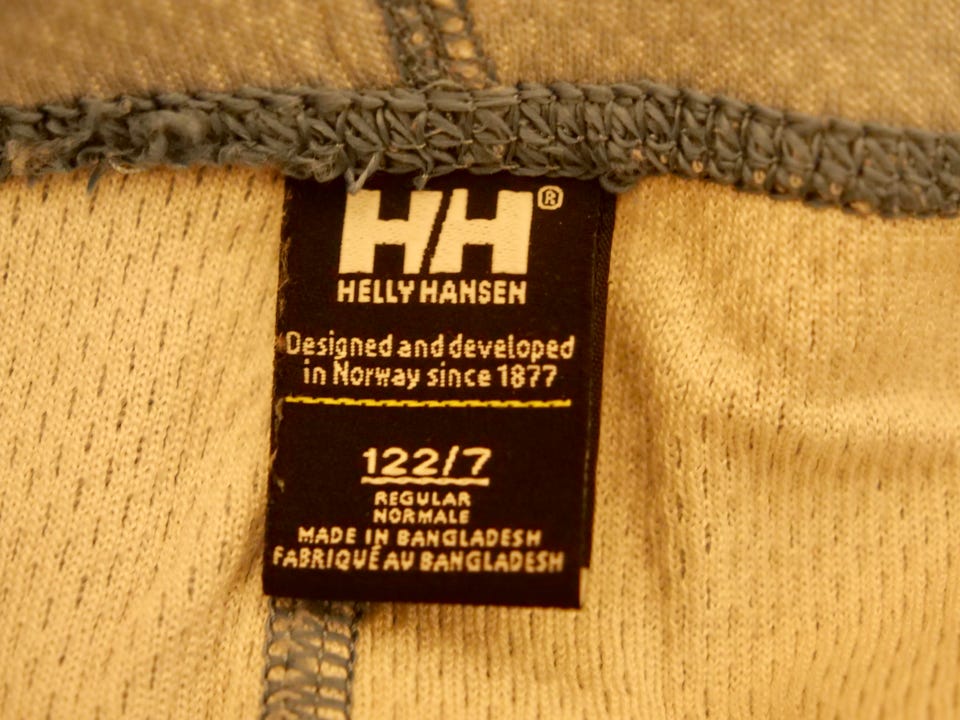 H/H®
HELLY HANSEN
Designed and developed
in Norway since 1877
122/7
REGULAR
NORMALE
MADE IN BANGLADESH
FABRIQUÉ AU BANGLADESH